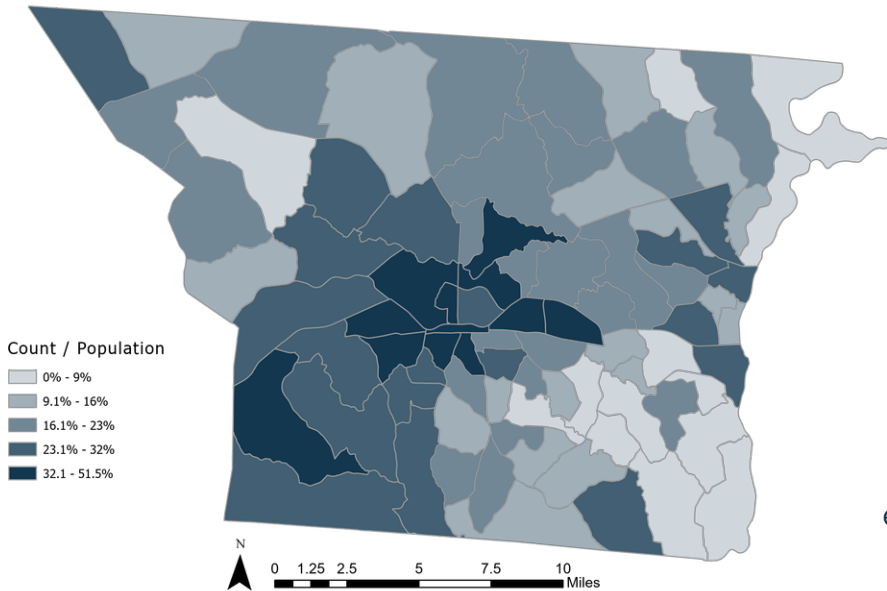 Count / Population
0% - 9%
9.1% - 16%
16.1% - 23%
23.1% - 32%
32.1 - 51.5%
N
0 1.25 2.5 5 7.5 10
Miles